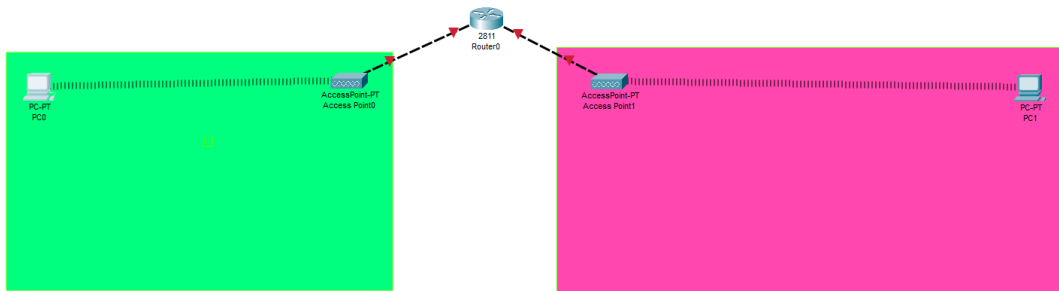 2811
Router0
PC-PT
PC0
AccessPoint-PT
Access Point0
AccessPoint-PT
Access Point1
PC-PT
PC1